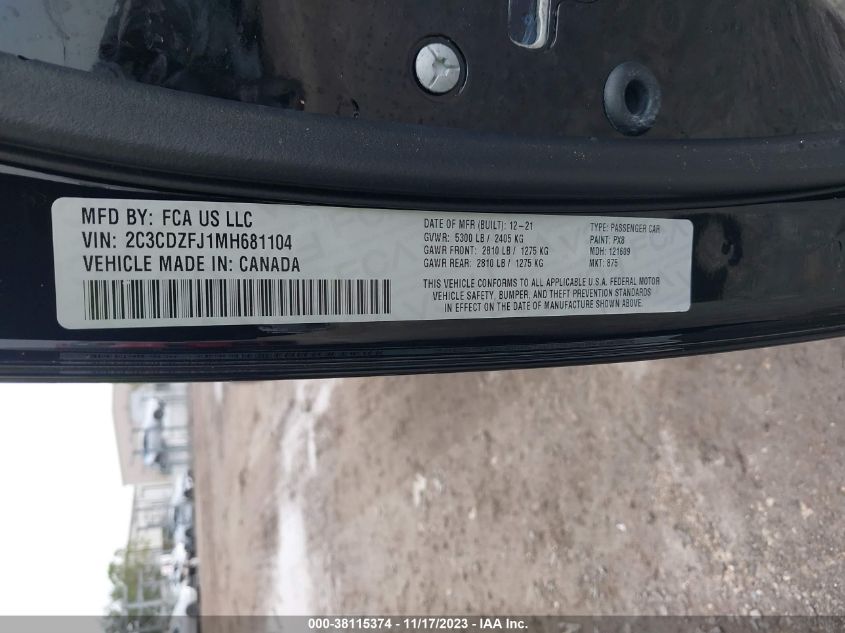 MFD BY: FCA US LLC
VIN: 2C3CDZFJ1MH681104
VEHICLE MADE IN: CANADA
DATE OF MFR (BUILT): 12-21
GVWR: 5300 LB / 2405 KG
GAWR FRONT: 2810 LB / 1275 KG
GAWR REAR: 2810 LB / 1275 KG
TYPE: PASSENGER CAR
PAINT: PX8
MDH: 121609
MKT: 875
THIS VEHICLE CONFORMS TO ALL APPLICABLE U.S.A. FEDERAL MOTOR
VEHICLE SAFETY, BUMPER, AND THEFT PREVENTION STANDARDS
IN EFFECT ON THE DATE OF MANUFACTURE SHOWN ABOVE.
000-38115374 - 11/17/2023 - IAA Inc.